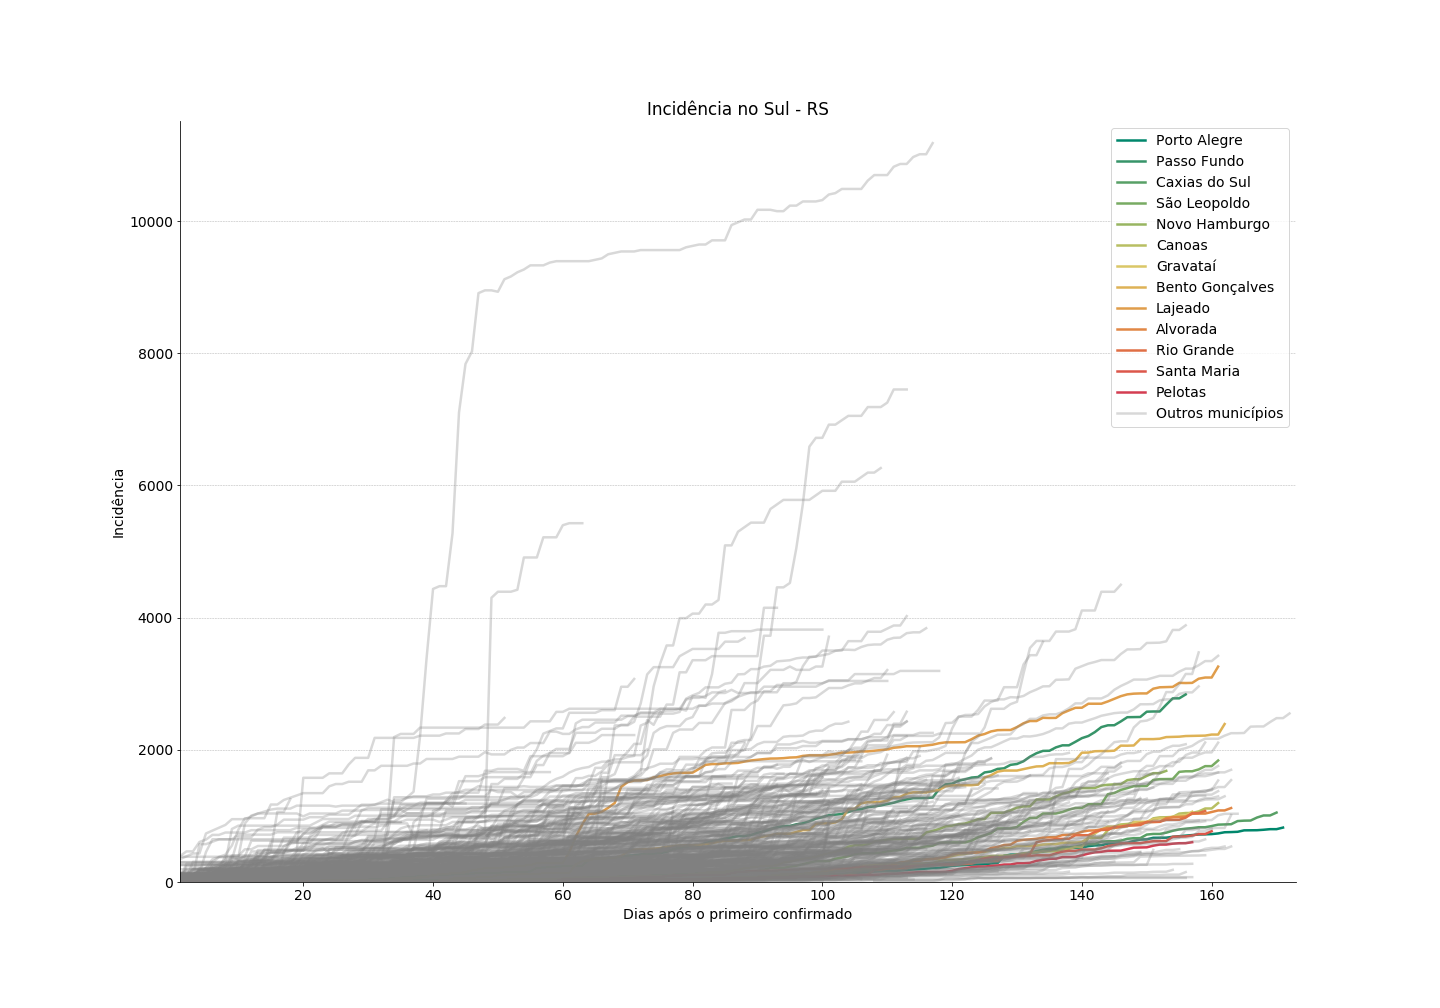 Incidência no Sul - RS
Porto Alegre
Passo Fundo
Caxias do Sul
São Leopoldo
Novo Hamburgo
Canoas
Gravataí
Bento Gonçalves
Lajeado
Alvorada
Rio Grande
Santa Maria
Pelotas
Outros municípios
10000
8000
6000
4000
2000
0
Incidência
20 40 60 80 100 120 140 160
Dias após o primeiro confirmado